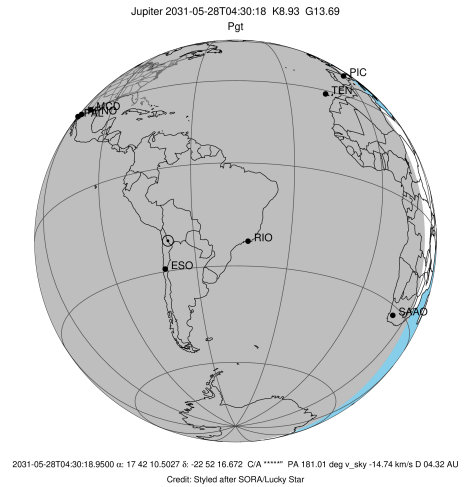 Jupiter 2031-05-28T04:30:18 K8.93 G13.69
Pgt
PIC
TEN
MCD
RIO
ESO
SAAO
2031-05-28T04:30:18.9500 α: 17 42 10.5027 δ: -22 52 16.672 C/A *****" PA 181.01 deg v_sky -14.74 km/s D 04.32 AU
Credit: Styled after SORA/Lucky Star